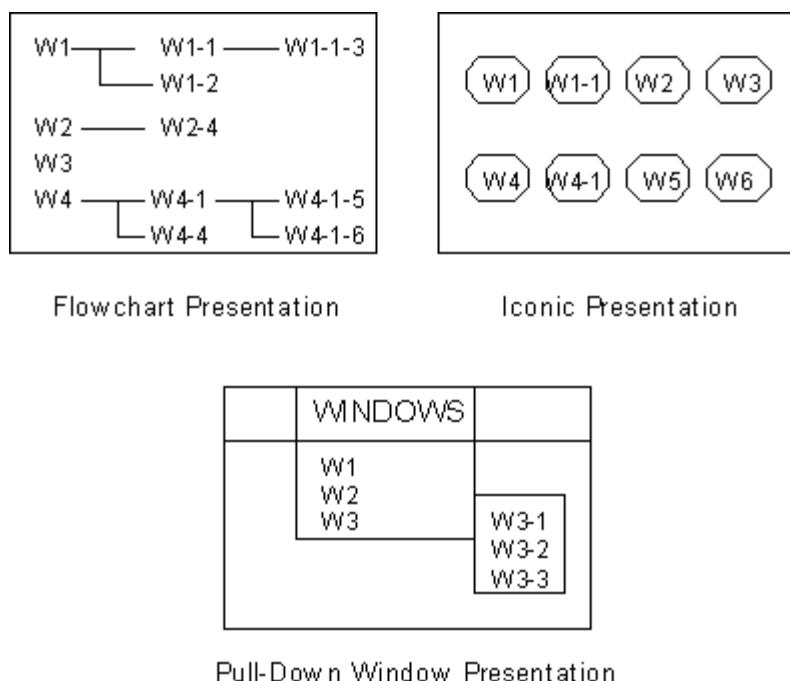 W1 W1-1 W1-1-3
W1-2
W2 W2-4
W3
W4 W4-1 W4-1-5
W4-4 W4-1-6
Flowchart Presentation
W1 W1-1 W2 W3
W4 W4-1 W5 W6
Iconic Presentation
WINDOWS
W1
W2
W3
W3-1
W3-2
W3-3
Pull-Down Window Presentation